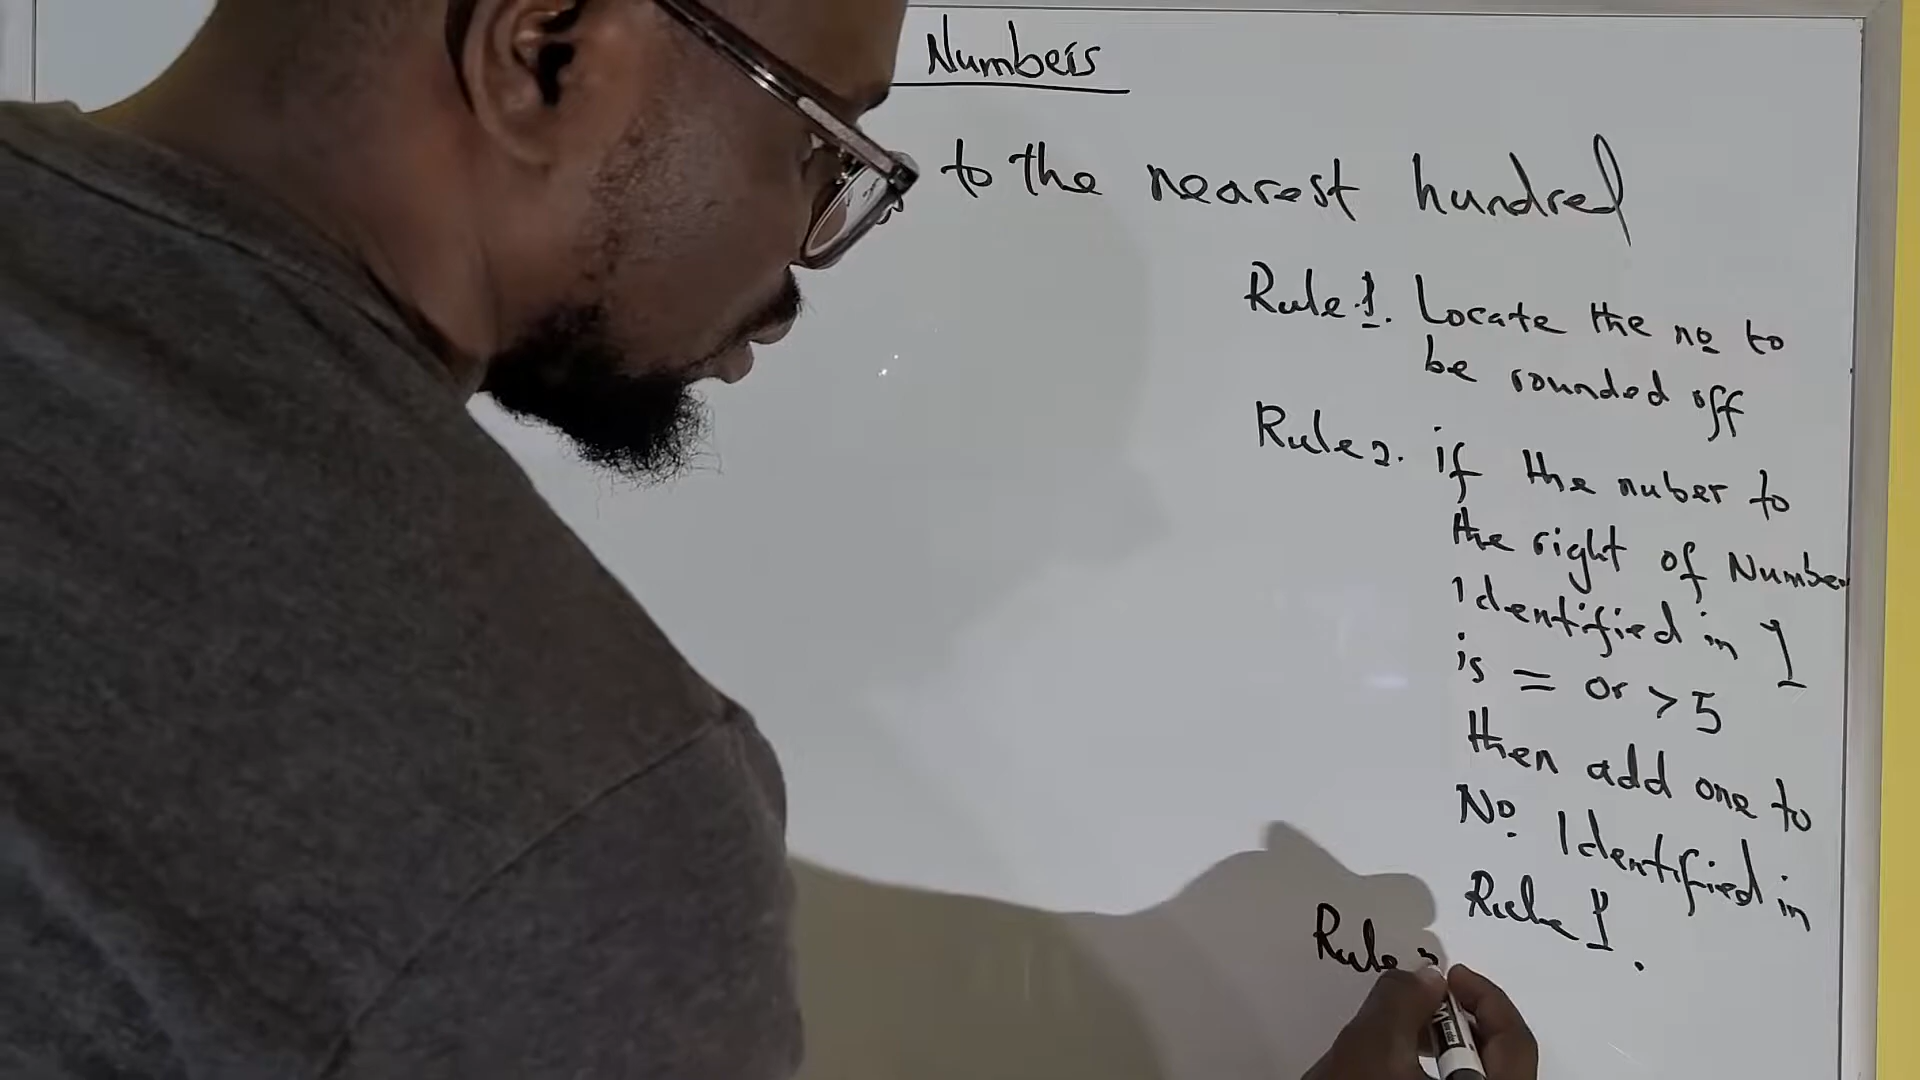 Numbers
to the nearest hundred
Rule 1. Locate the no to
be rounded off
Rule 2. if the nuber to
the right of Number
Identified in 1
is = or > 5
then add one to
No. Identified in
Rule 1.
Rule